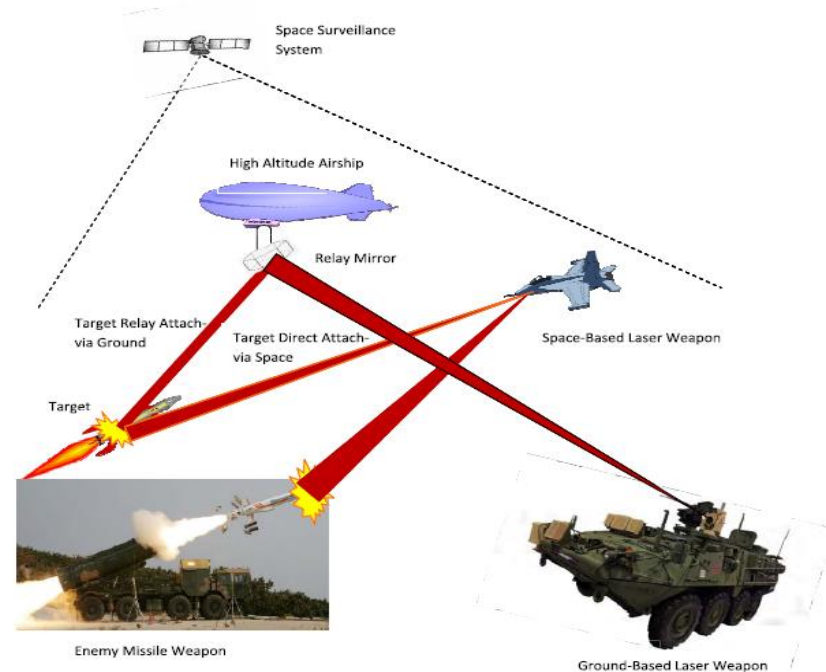 Space Surveillance
System
High Altitude Airship
Relay Mirror
Target Relay Attach-
via Ground
Target Direct Attach-
via Space
Space-Based Laser Weapon
Target
Enemy Missile Weapon
Ground-Based Laser Weapon